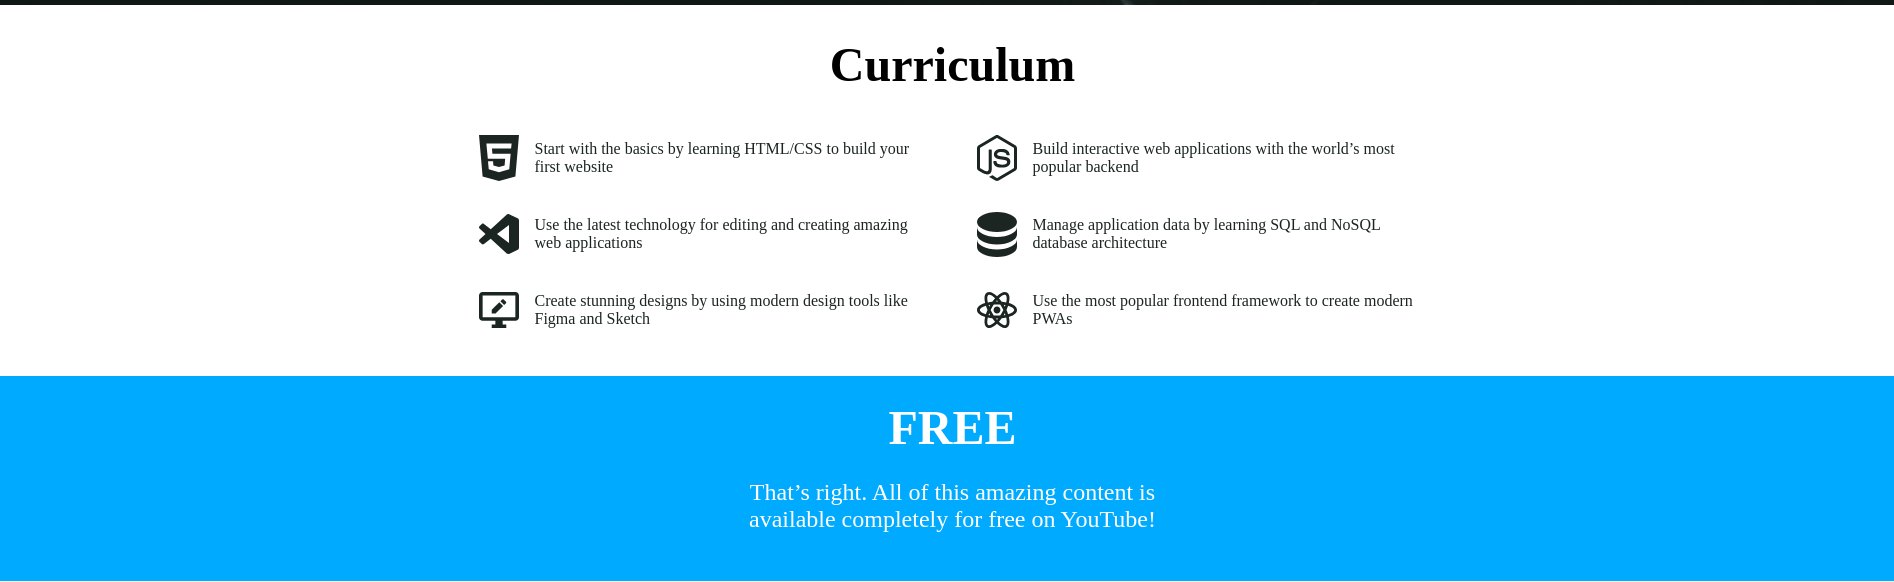 Curriculum
Start with the basics by learning HTML/CSS to build your
first website
Build interactive web applications with the world’s most
popular backend
Use the latest technology for editing and creating amazing
web applications
Manage application data by learning SQL and NoSQL
database architecture
Create stunning designs by using modern design tools like
Figma and Sketch
Use the most popular frontend framework to create modern
PWAs
FREE
That’s right. All of this amazing content is
available completely for free on YouTube!